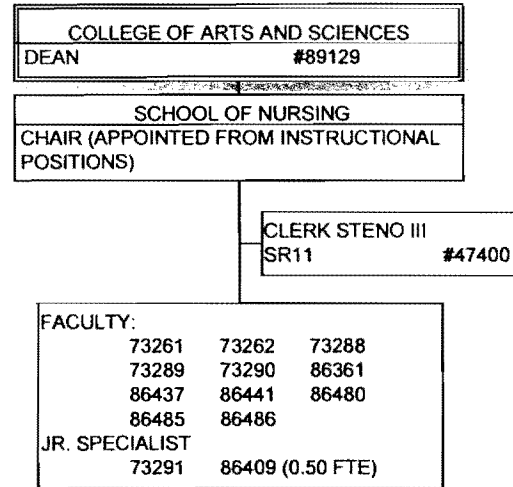 COLLEGE OF ARTS AND SCIENCES
DEAN #89129
SCHOOL OF NURSING
CHAIR (APPOINTED FROM INSTRUCTIONAL
POSITIONS)
CLERK STENO III
SR11 #47400
FACULTY:
73261 73262 73288
73289 73290 86361
86437 86441 86480
86485 86486
JR. SPECIALIST
73291 86409 (0.50 FTE)